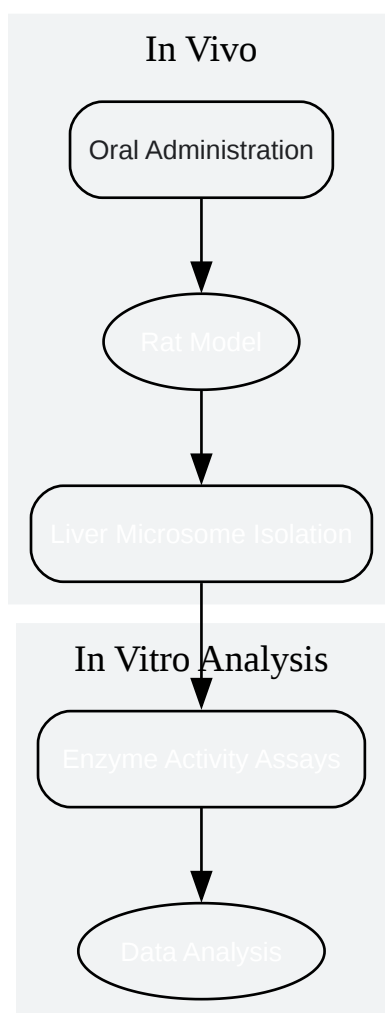 In Vivo
Oral Administration
Rat Model
Liver Microsome Isolation
In Vitro Analysis
Enzyme Activity Assays
Data Analysis